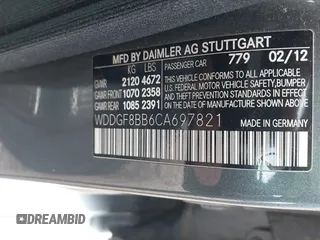 MFD BY DAIMLER AG STUTTGART
KG LBS PASSENGER CAR 779 02/12
GVWR 2120 4672 THIS VEHICLE CONFORMS TO ALL
GAWR FRONT 1070 2358 APPLICABLE U.S. FEDERAL
GAWR REAR 1085 2391 MOTOR VEHICLE SAFETY, BUMPER,
AND THEFT PREVENTION
STANDARDS IN EFFECT ON THE
DATE OF MANUFACTURE
WDDGF8BB6CA697821 MADE IN GERMANY
DREAMBID